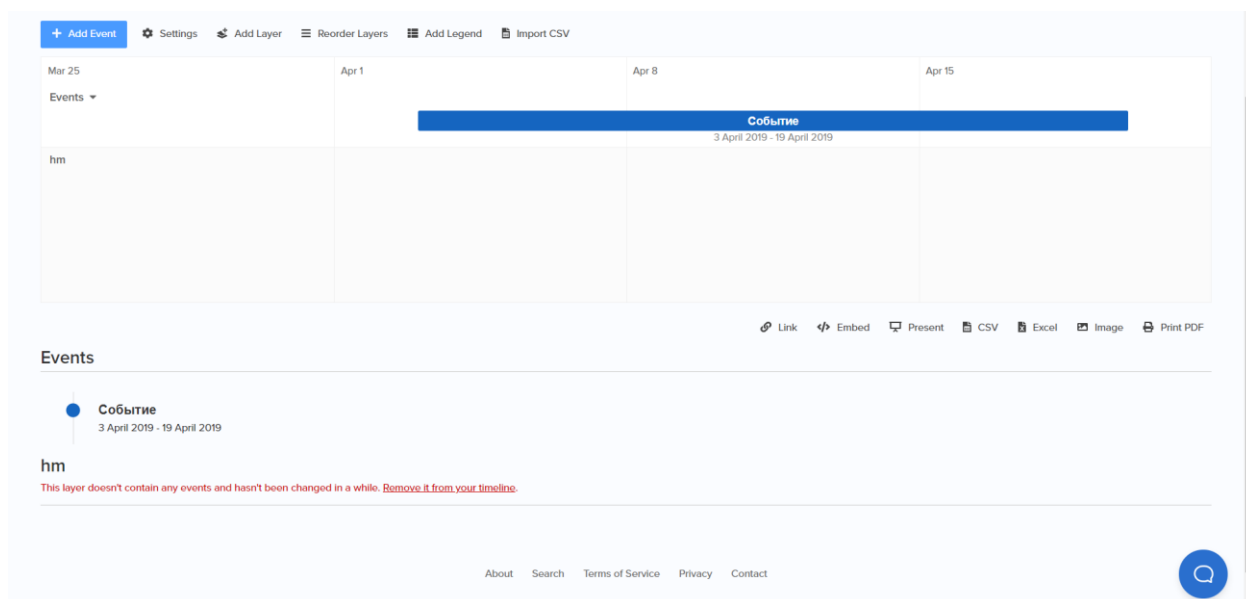 + Add Event Settings Add Layer Reorder Layers Add Legend Import CSV
Mar 25 Apr 1 Apr 8 Apr 15
Events
Событие
3 April 2019 - 19 April 2019
hm
Link Embed Present CSV Excel Image Print PDF
Events
Событие
3 April 2019 - 19 April 2019
hm
This layer doesn't contain any events and hasn't been changed in a while. Remove it from your timeline.
About Search Terms of Service Privacy Contact